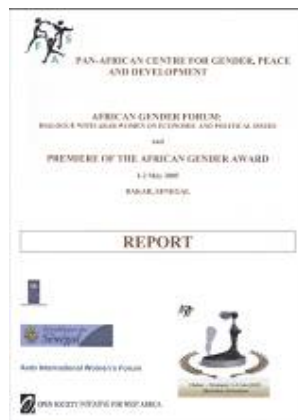 F A S
PAN-AFRICAN CENTRE FOR GENDER, PEACE
AND DEVELOPMENT
AFRICAN GENDER FORUM:
DIALOGUE WITH ARAB WOMEN ON ECONOMIC AND POLITICAL ISSUES
and
PREMIERE OF THE AFRICAN GENDER AWARD
1-2 May 2005
DAKAR, SENEGAL
REPORT
Senegal
Arab International Women's Forum
OPEN SOCIETY INITIATIVE FOR WEST AFRICA